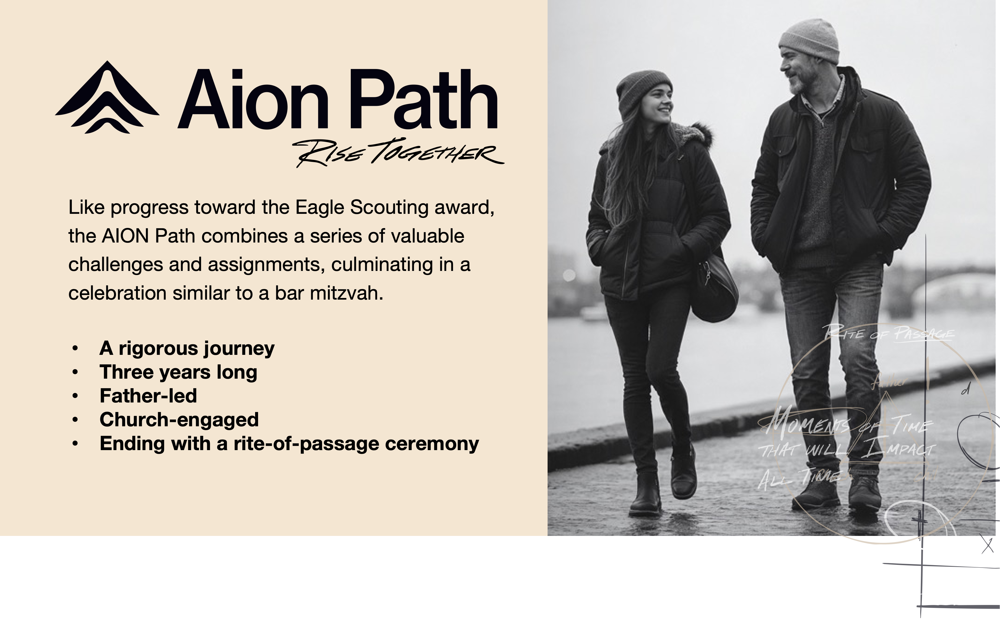 Aion Path
RISE TOGETHER
Like progress toward the Eagle Scouting award,
the AION Path combines a series of valuable
challenges and assignments, culminating in a
celebration similar to a bar mitzvah.
• A rigorous journey
• Three years long
• Father-led
• Church-engaged
• Ending with a rite-of-passage ceremony
RITE OF PASSAGE
father
d
MOMENTS OF TIME
THAT WILL IMPACT
ALL TIME
X